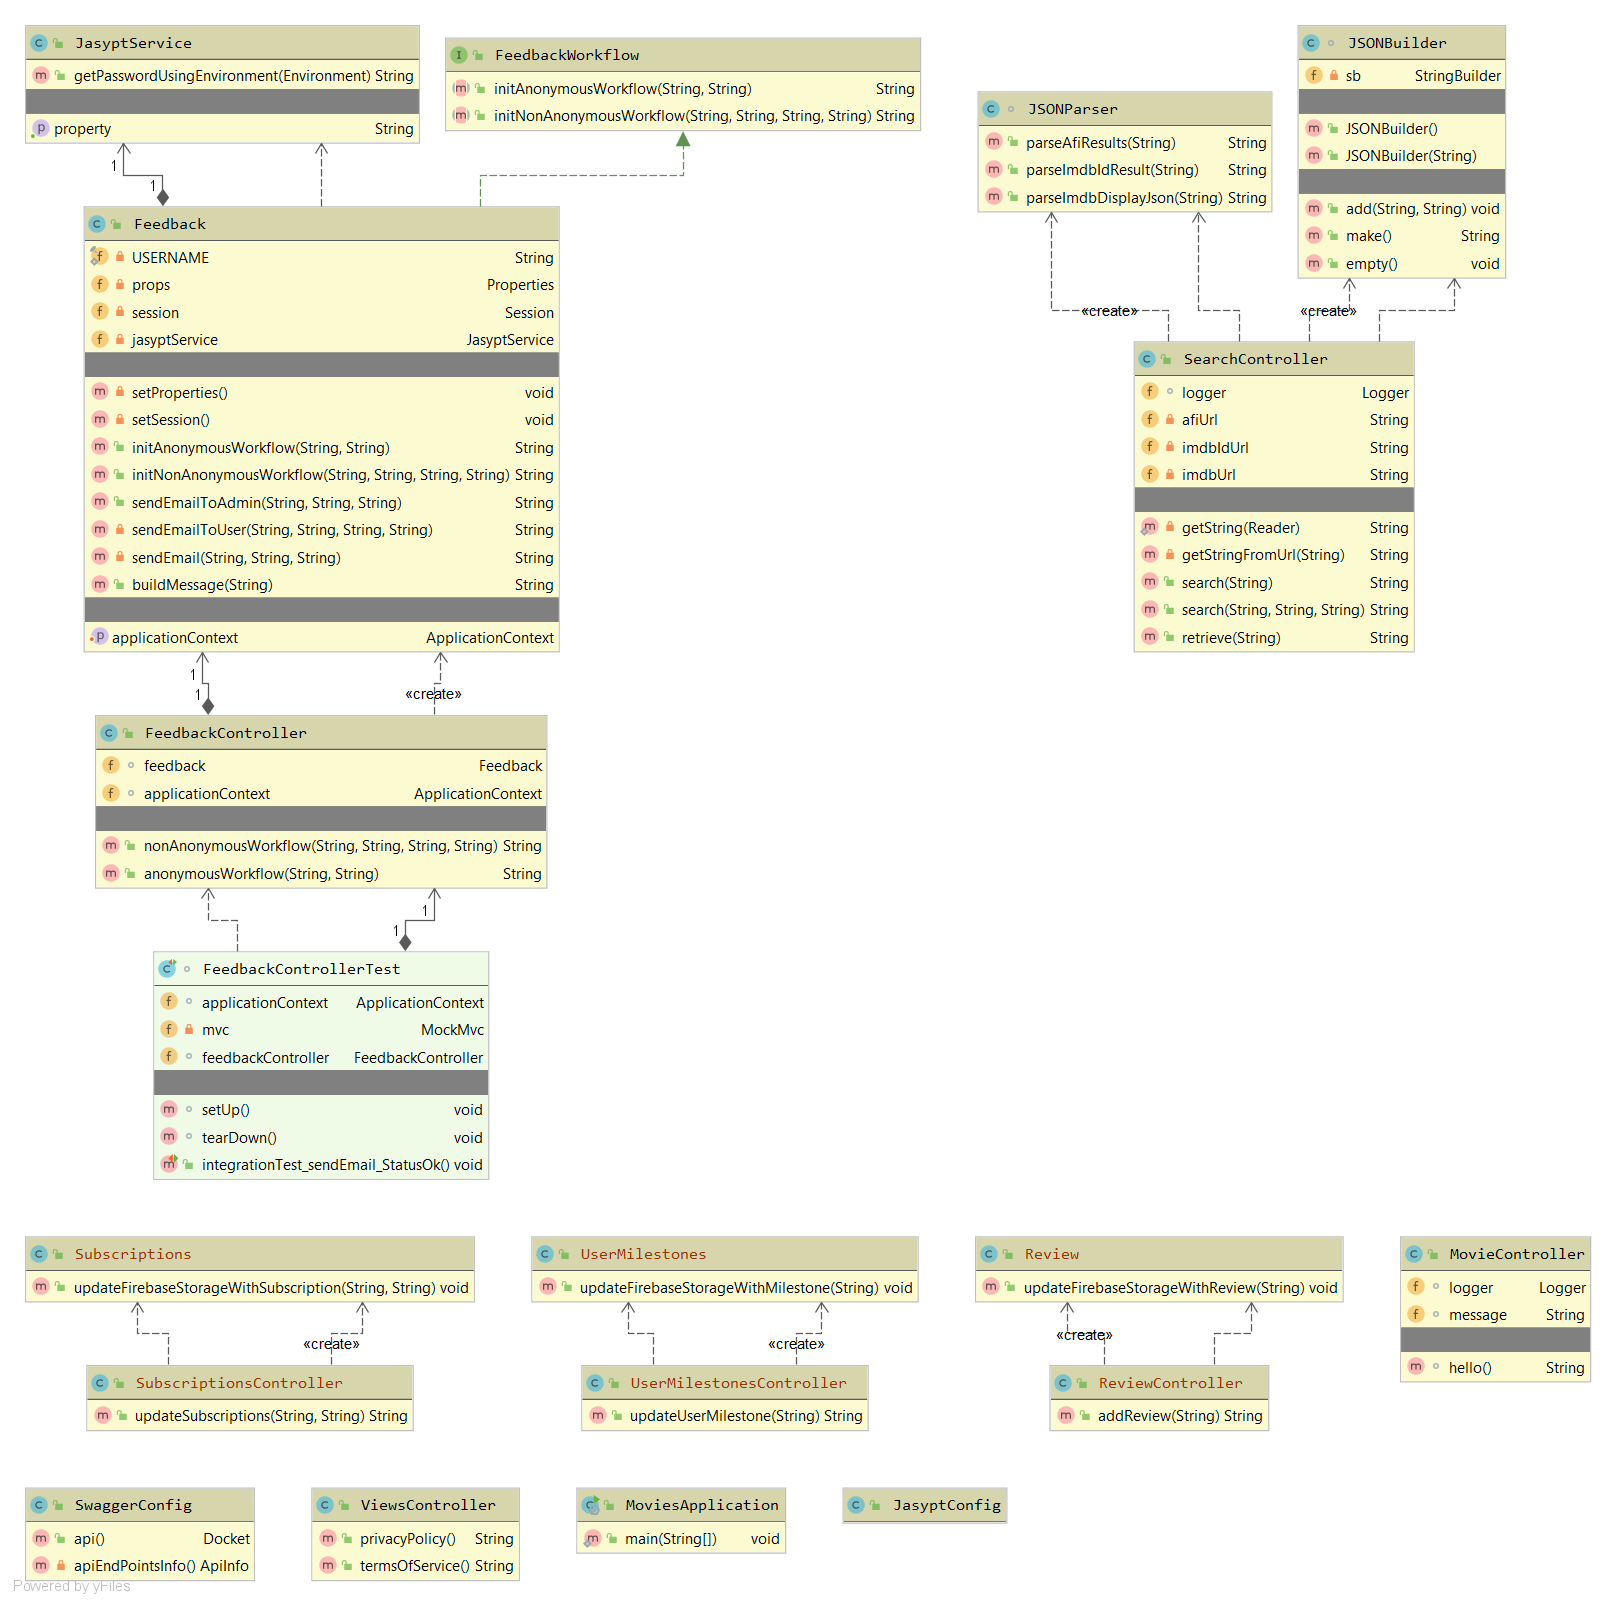 JasyptService
getPasswordUsingEnvironment(Environment) String
property String
FeedbackWorkflow
initAnonymousWorkflow(String, String) String
initNonAnonymousWorkflow(String, String, String, String) String
JSONParser
parseAfiResults(String) String
parseImdbIdResult(String) String
parseImdbDisplayJson(String) String
JSONBuilder
sb StringBuilder
JSONBuilder()
JSONBuilder(String)
add(String, String) void
make() String
empty() void
1
1
Feedback
USERNAME String
props Properties
session Session
jasyptService JasyptService
setProperties() void
setSession() void
initAnonymousWorkflow(String, String) String
initNonAnonymousWorkflow(String, String, String, String) String
sendEmailToAdmin(String, String, String) String
sendEmailToUser(String, String, String, String) String
sendEmail(String, String, String) String
buildMessage(String) String
applicationContext ApplicationContext
«create»
«create»
SearchController
logger Logger
afiUrl String
imdbIdUrl String
imdbUrl String
getString(Reader) String
getStringFromUrl(String) String
search(String) String
search(String, String, String) String
retrieve(String) String
1
1
«create»
FeedbackController
feedback Feedback
applicationContext ApplicationContext
nonAnonymousWorkflow(String, String, String, String) String
anonymousWorkflow(String, String) String
1
1
FeedbackControllerTest
applicationContext ApplicationContext
mvc MockMvc
feedbackController FeedbackController
setUp() void
tearDown() void
integrationTest_sendEmail_StatusOk() void
Subscriptions
updateFirebaseStorageWithSubscription(String, String) void
«create»
SubscriptionsController
updateSubscriptions(String, String) String
UserMilestones
updateFirebaseStorageWithMilestone(String) void
«create»
UserMilestonesController
updateUserMilestone(String) String
Review
updateFirebaseStorageWithReview(String) void
«create»
ReviewController
addReview(String) String
MovieController
logger Logger
message String
hello() String
SwaggerConfig
api() Docket
apiEndPointsInfo() ApiInfo
ViewsController
privacyPolicy() String
termsOfService() String
MoviesApplication
main(String[]) void
JasyptConfig
Powered by yFiles